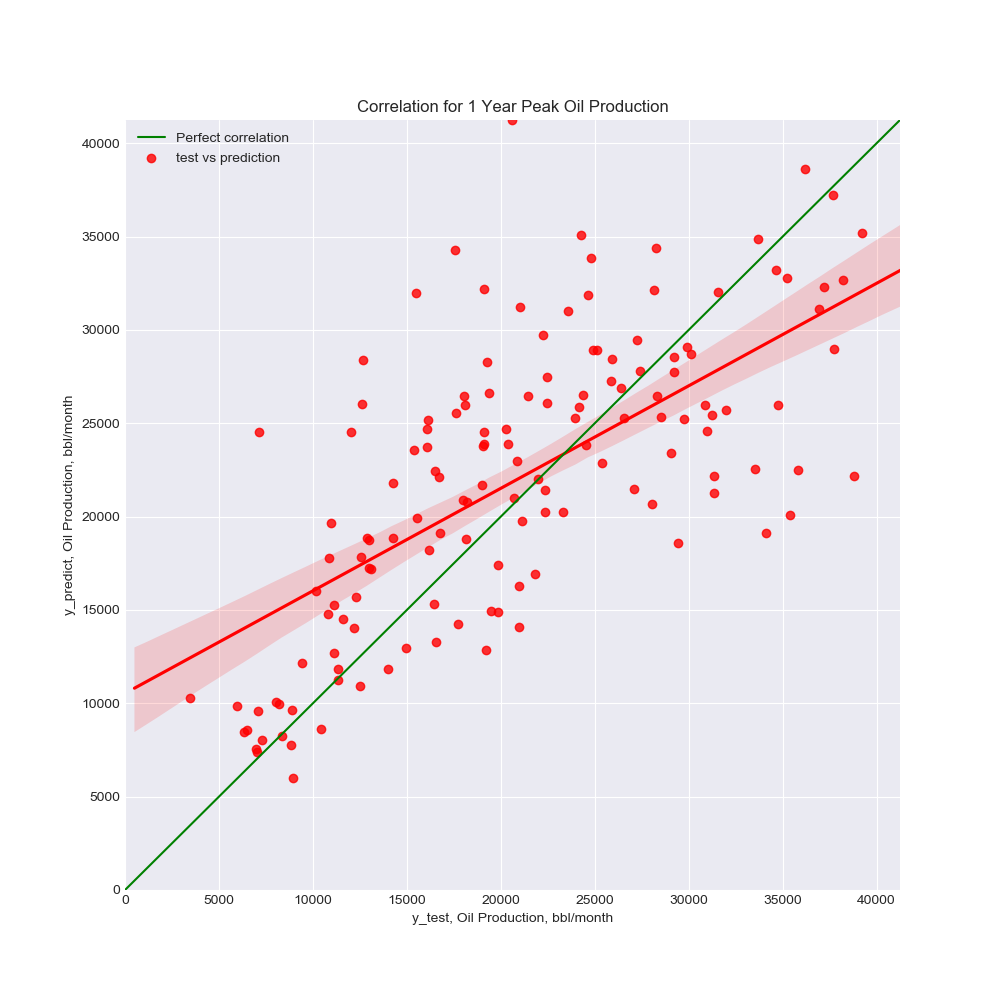 Correlation for 1 Year Peak Oil Production
Perfect correlation
test vs prediction
40000
35000
30000
25000
20000
15000
10000
5000
0
y_predict, Oil Production, bbl/month
0 5000 10000 15000 20000 25000 30000 35000 40000
y_test, Oil Production, bbl/month